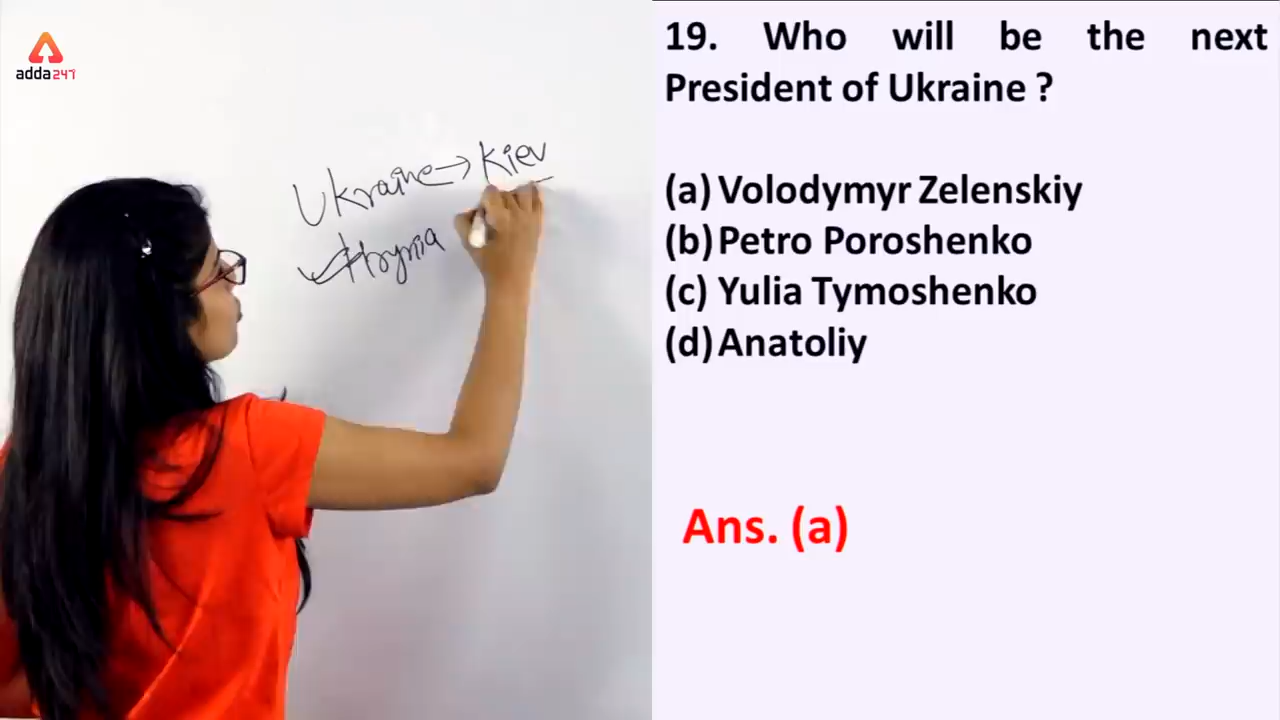 adda247
Ukraine → Kiev
Hrynia
19. Who will be the next
President of Ukraine ?
(a) Volodymyr Zelenskiy
(b) Petro Poroshenko
(c) Yulia Tymoshenko
(d) Anatoliy
Ans. (a)